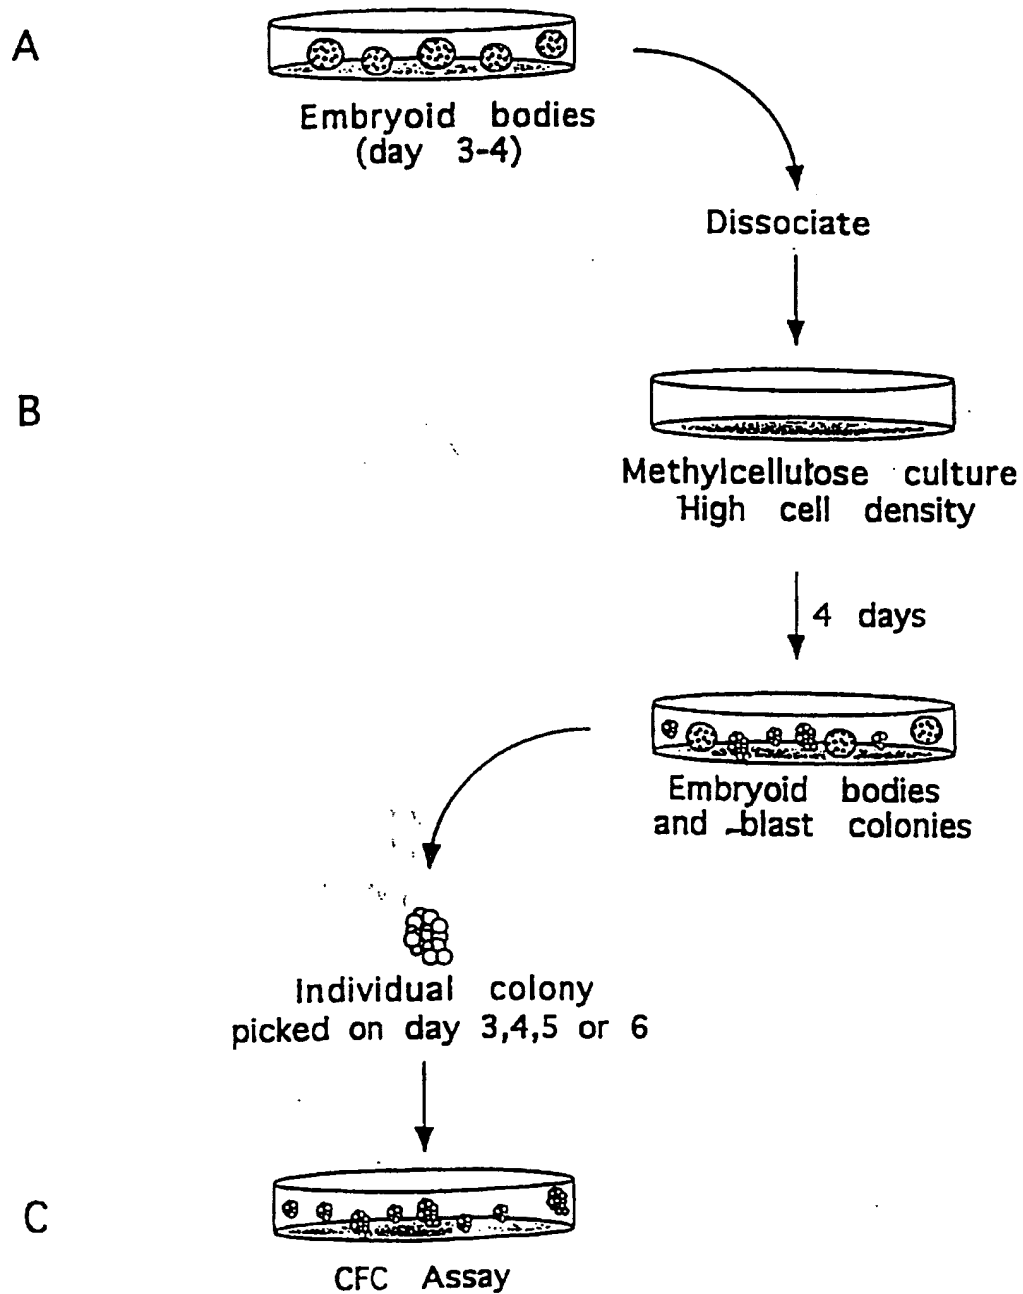 A
Embryoid bodies
(day 3-4)
Dissociate
B
Methylcellulose culture
High cell density
4 days
Embryoid bodies
and blast colonies
Individual colony
picked on day 3,4,5 or 6
C
CFC Assay